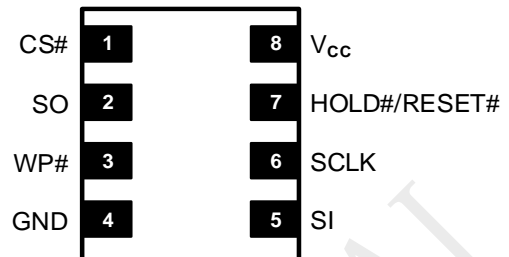 CS# 1 8 Vcc
SO 2 7 HOLD#/RESET#
WP# 3 6 SCLK
GND 4 5 SI